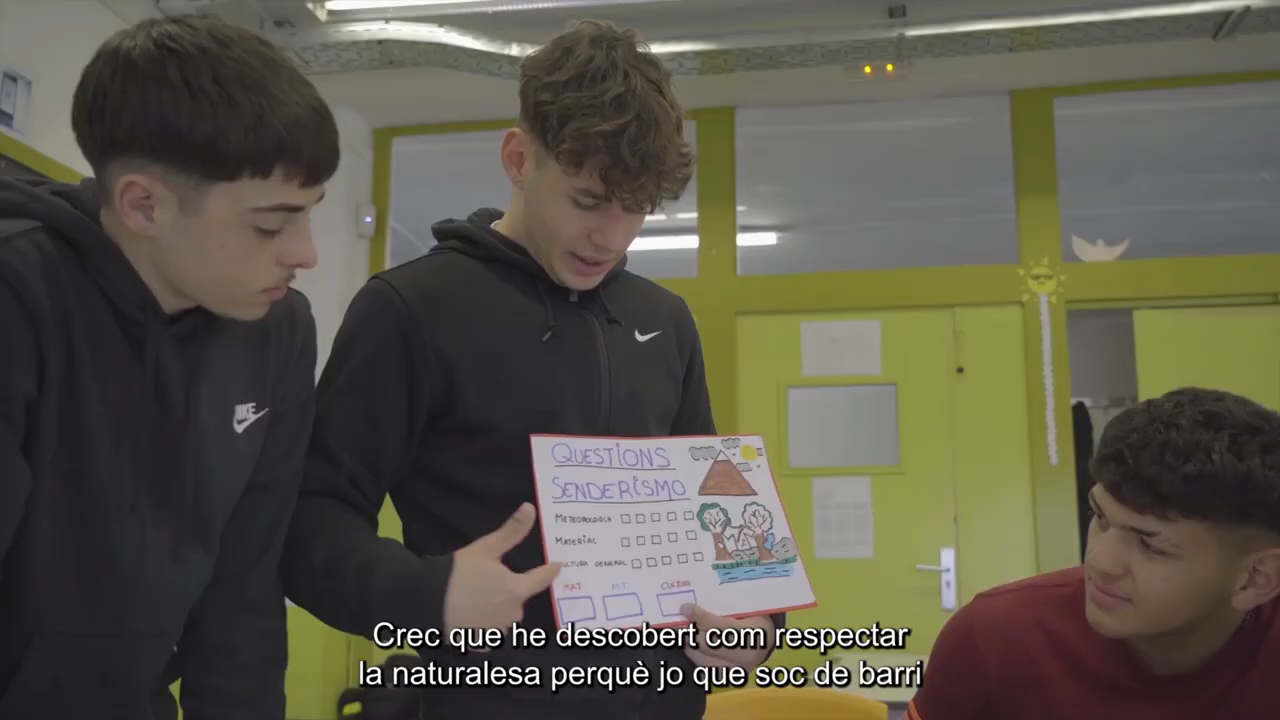 NIKE
QUESTIONS
SENDERISMO
METEOROLOGIA
MATERIAL
CULTURA GENERAL
MAT MET CULTURA
Crec que he descobert com respectar
la naturalesa perquè jo que soc de barri